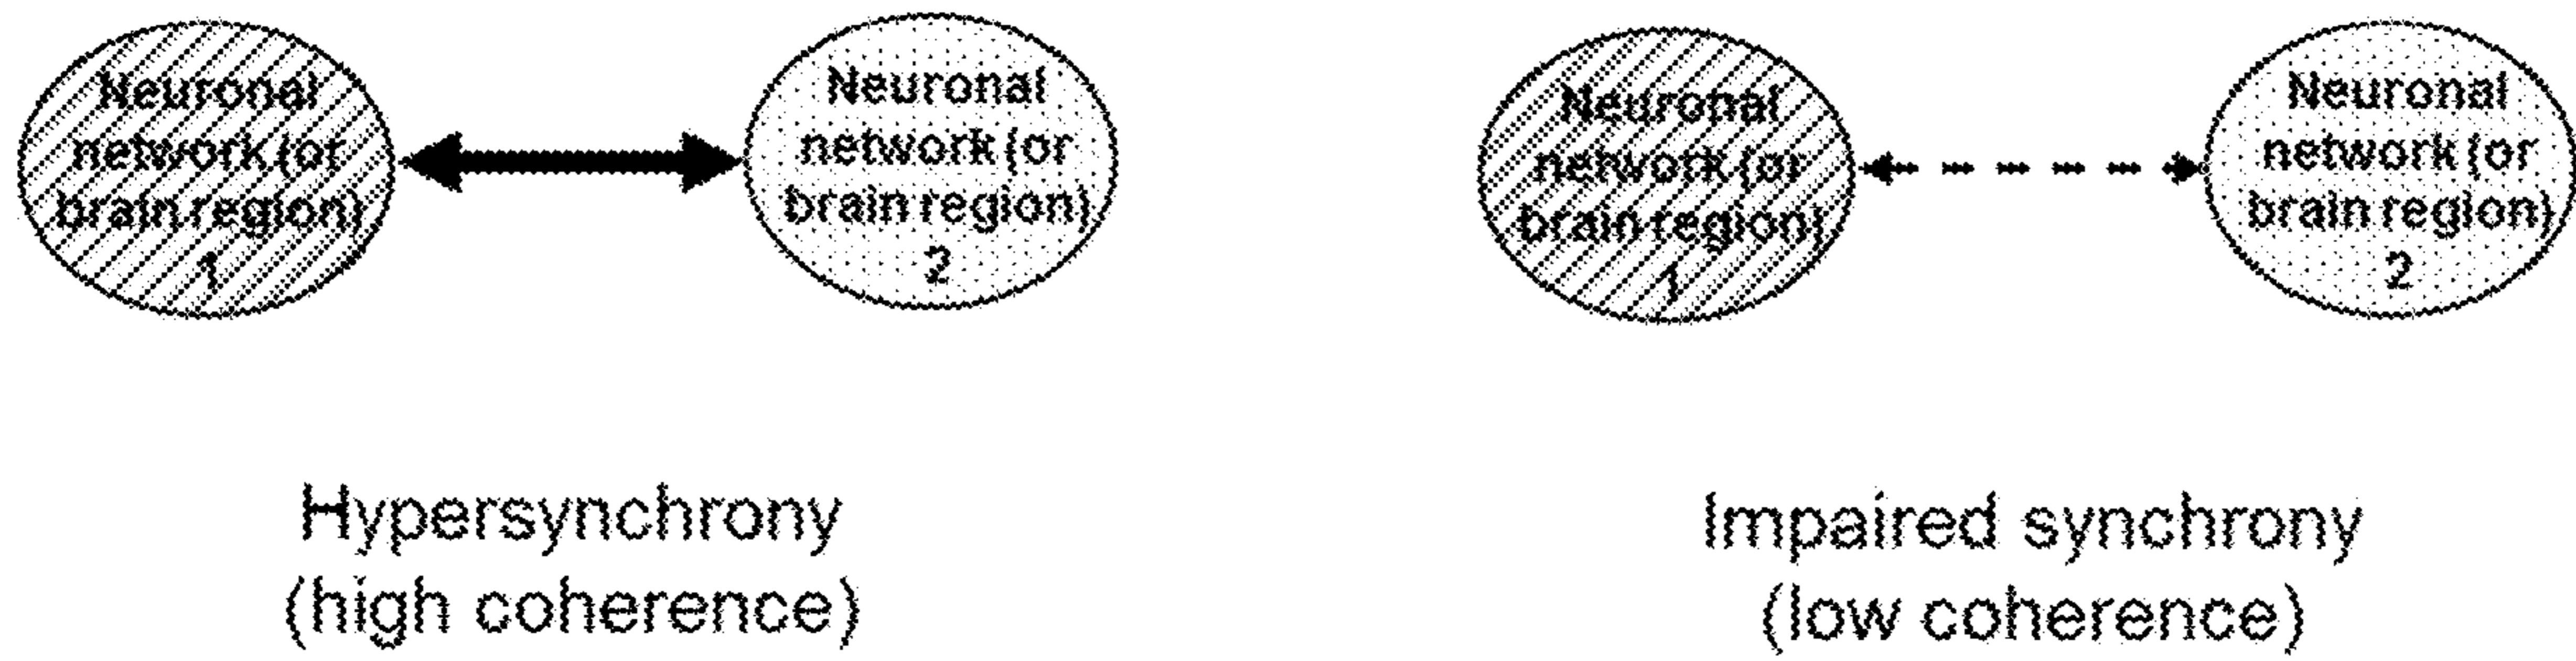 Neuronal
network (or
brain region)
1
Neuronal
network (or
brain region)
2
Hypersynchrony
(high coherence)
Neuronal
network (or
brain region)
1
Neuronal
network (or
brain region)
2
Impaired synchrony
(low coherence)